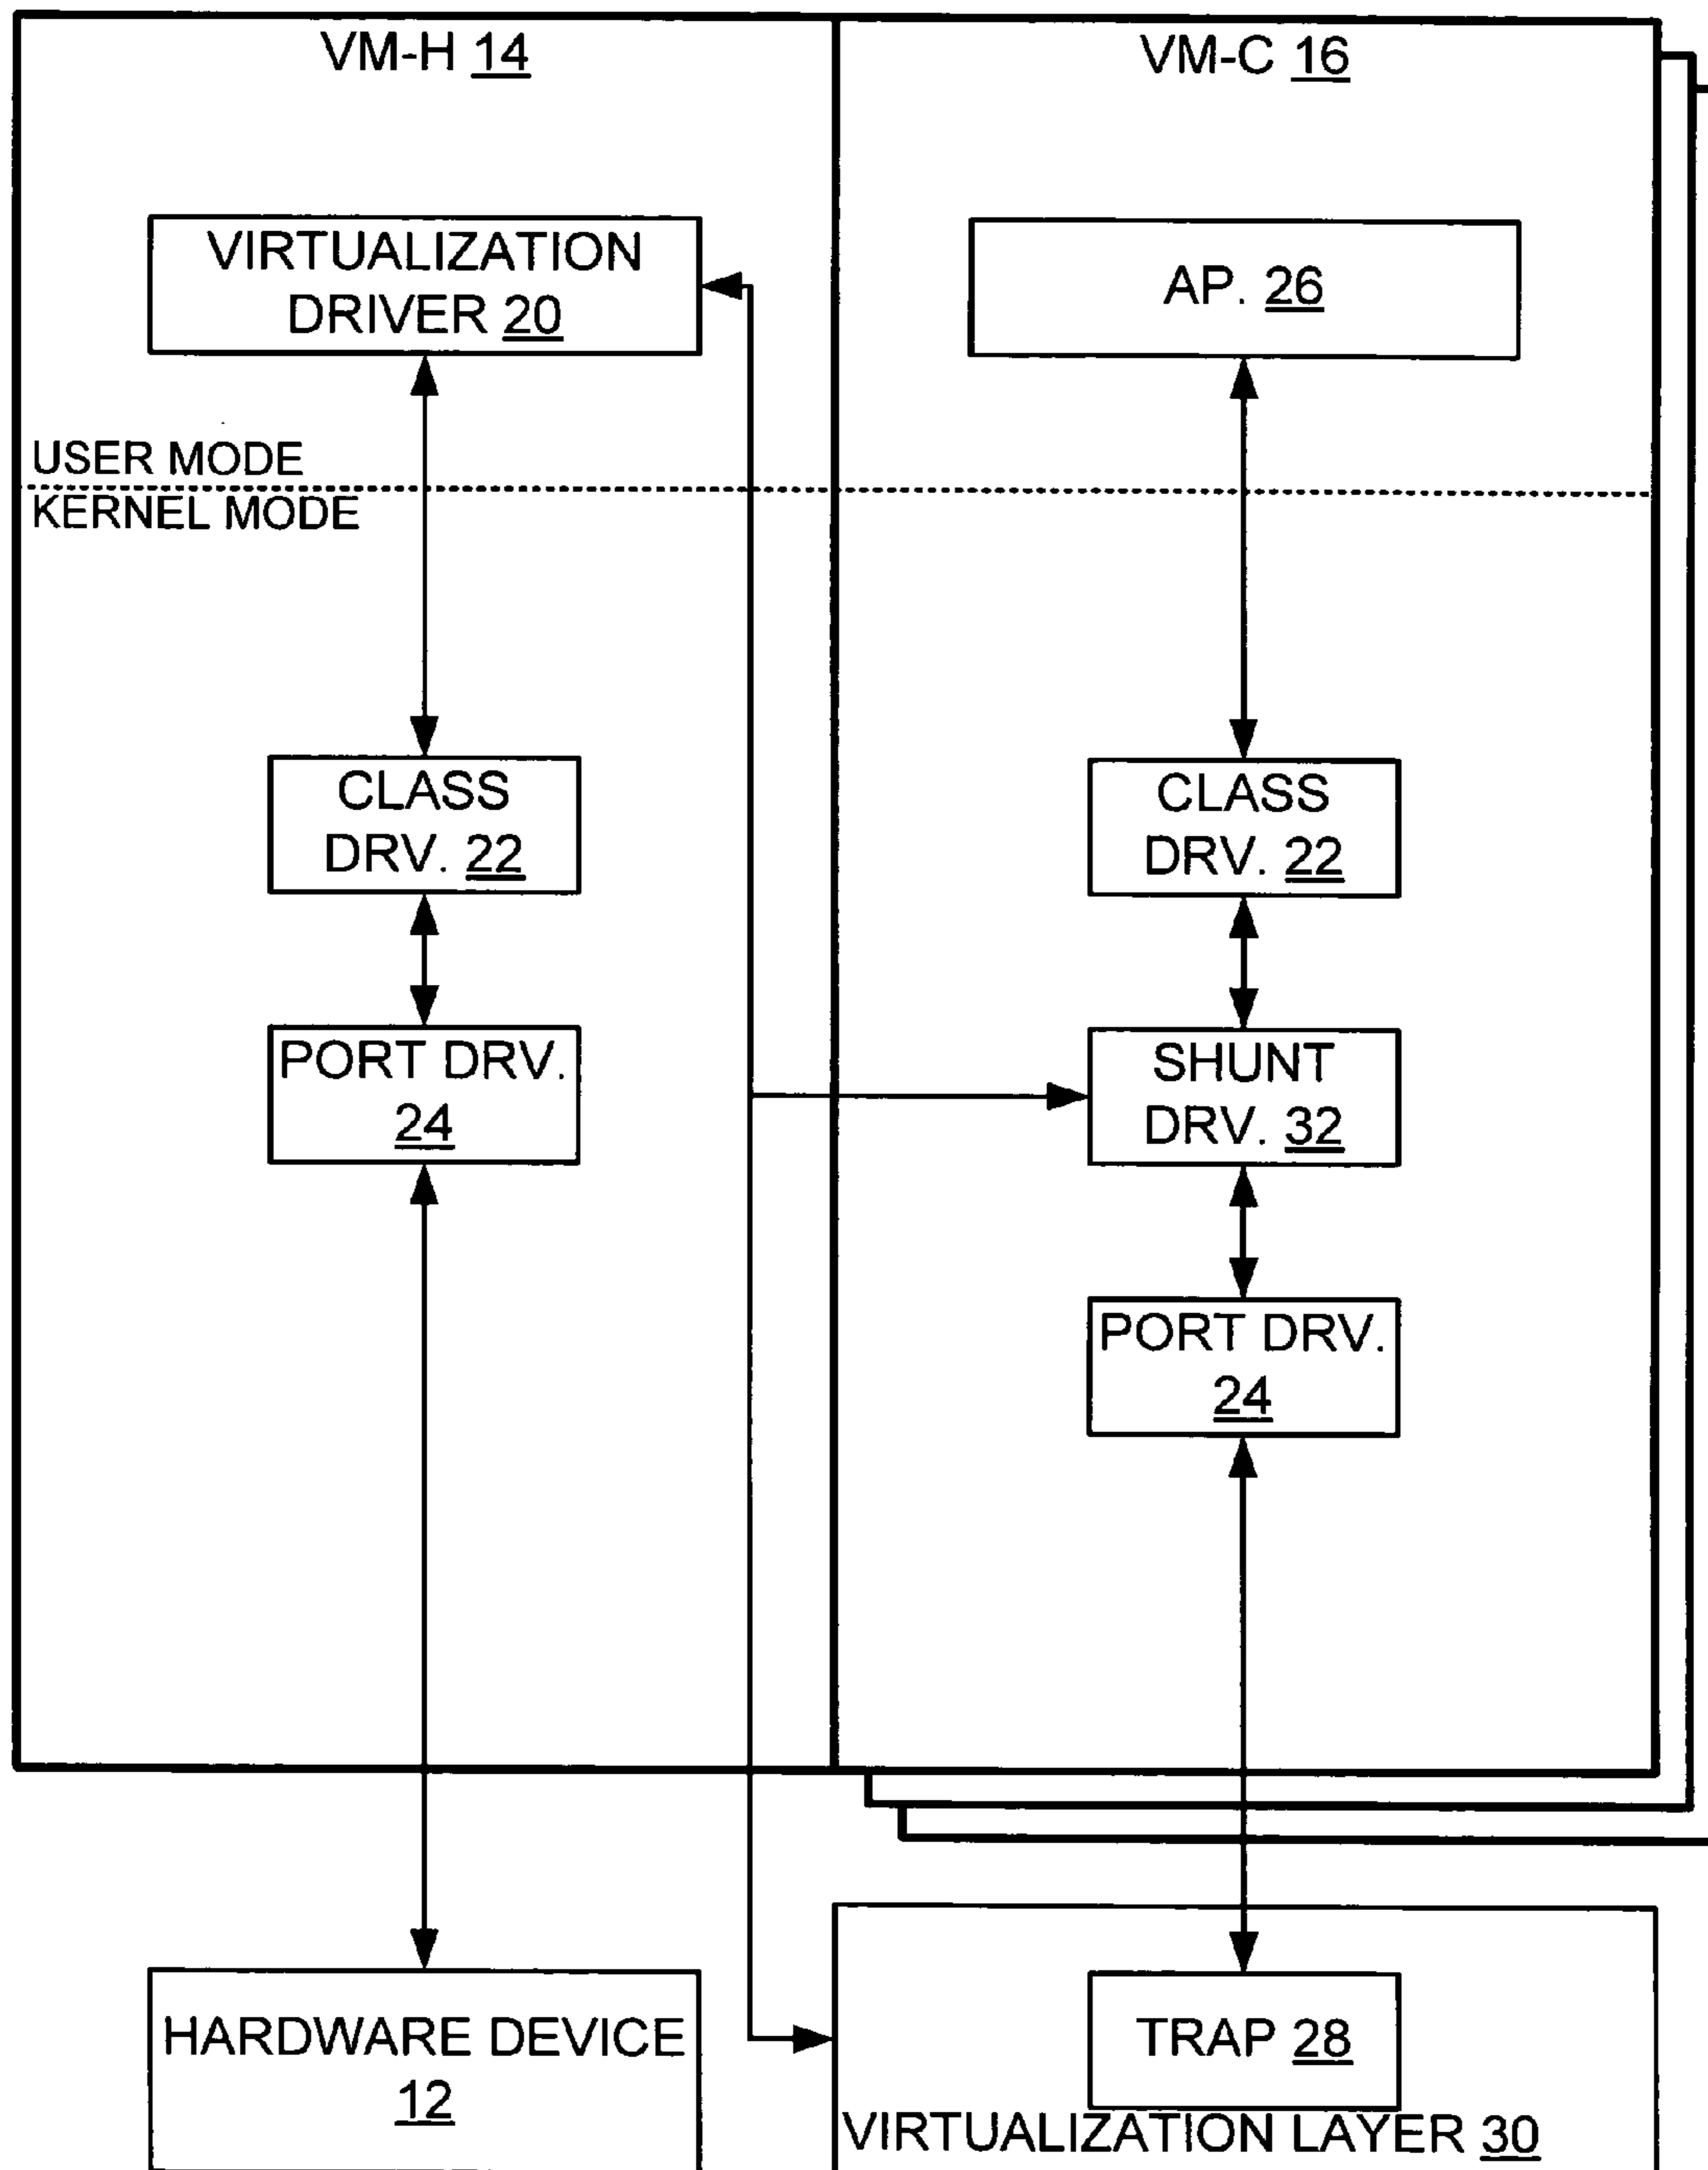 VM-H 14
VM-C 16
VIRTUALIZATION
DRIVER 20
AP. 26
USER MODE
KERNEL MODE
CLASS
DRV. 22
CLASS
DRV. 22
PORT DRV.
24
SHUNT
DRV. 32
PORT DRV.
24
HARDWARE DEVICE
12
TRAP 28
VIRTUALIZATION LAYER 30